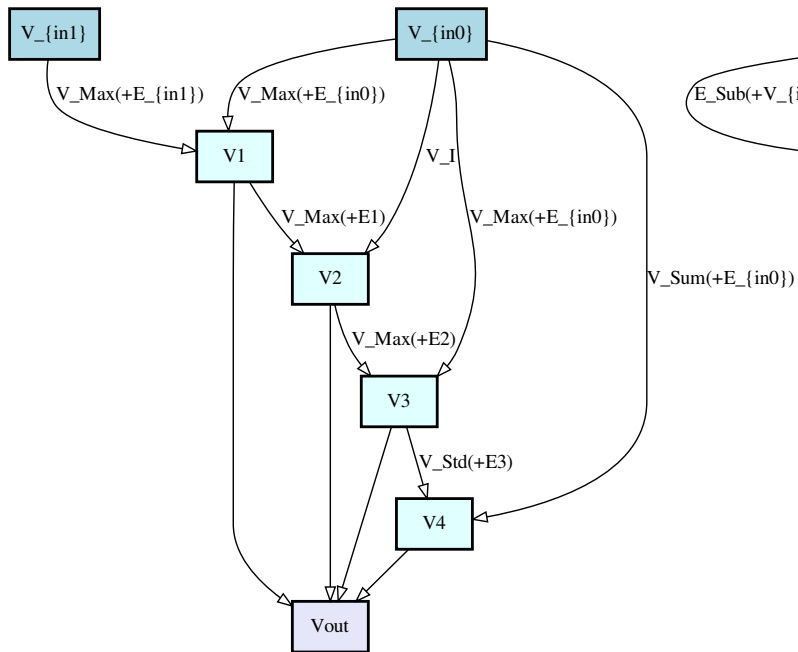 V_{in1}
V_{in0}
V_Max(+E_{in1})
V_Max(+E_{in0})
E_Sub(+V_{i
V1
V_I
V_Max(+E1)
V_Max(+E_{in0})
V2
V_Sum(+E_{in0})
V_Max(+E2)
V3
V_Std(+E3)
V4
Vout